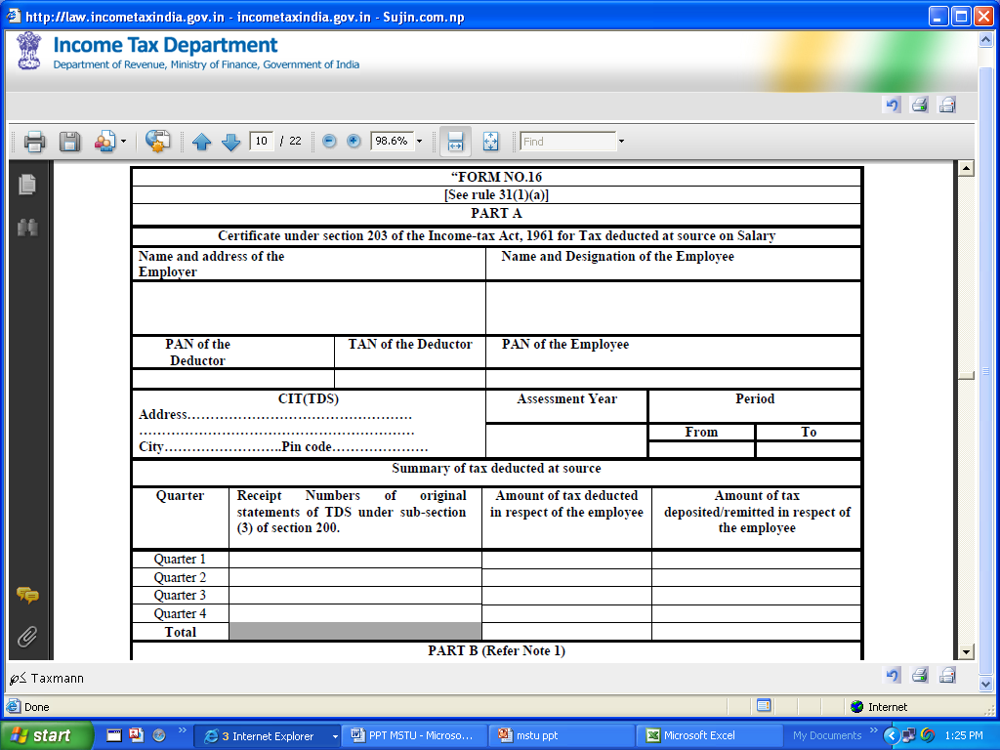 http://law.incometaxindia.gov.in - incometaxindia.gov.in - Sujin.com.np
Income Tax Department
Department of Revenue, Ministry of Finance, Government of India
10 / 22 98.6% Find
“FORM NO.16
[See rule 31(1)(a)]
PART A
Certificate under section 203 of the Income-tax Act, 1961 for Tax deducted at source on Salary
Name and address of the
Employer
Name and Designation of the Employee
PAN of the
Deductor
TAN of the Deductor
PAN of the Employee
CIT(TDS)
Address…………………………………………
……………………………………………………
City……………………..Pin code…………………
Assessment Year
Period
From
To
Summary of tax deducted at source
Quarter
Receipt Numbers of original
statements of TDS under sub-section
(3) of section 200.
Amount of tax deducted
in respect of the employee
Amount of tax
deposited/remitted in respect of
the employee
Quarter 1
Quarter 2
Quarter 3
Quarter 4
Total
PART B (Refer Note 1)
Taxmann
Done
Internet
start
3 Internet Explorer
PPT MSTU - Microso...
mstu ppt
Microsoft Excel
My Documents
1:25 PM